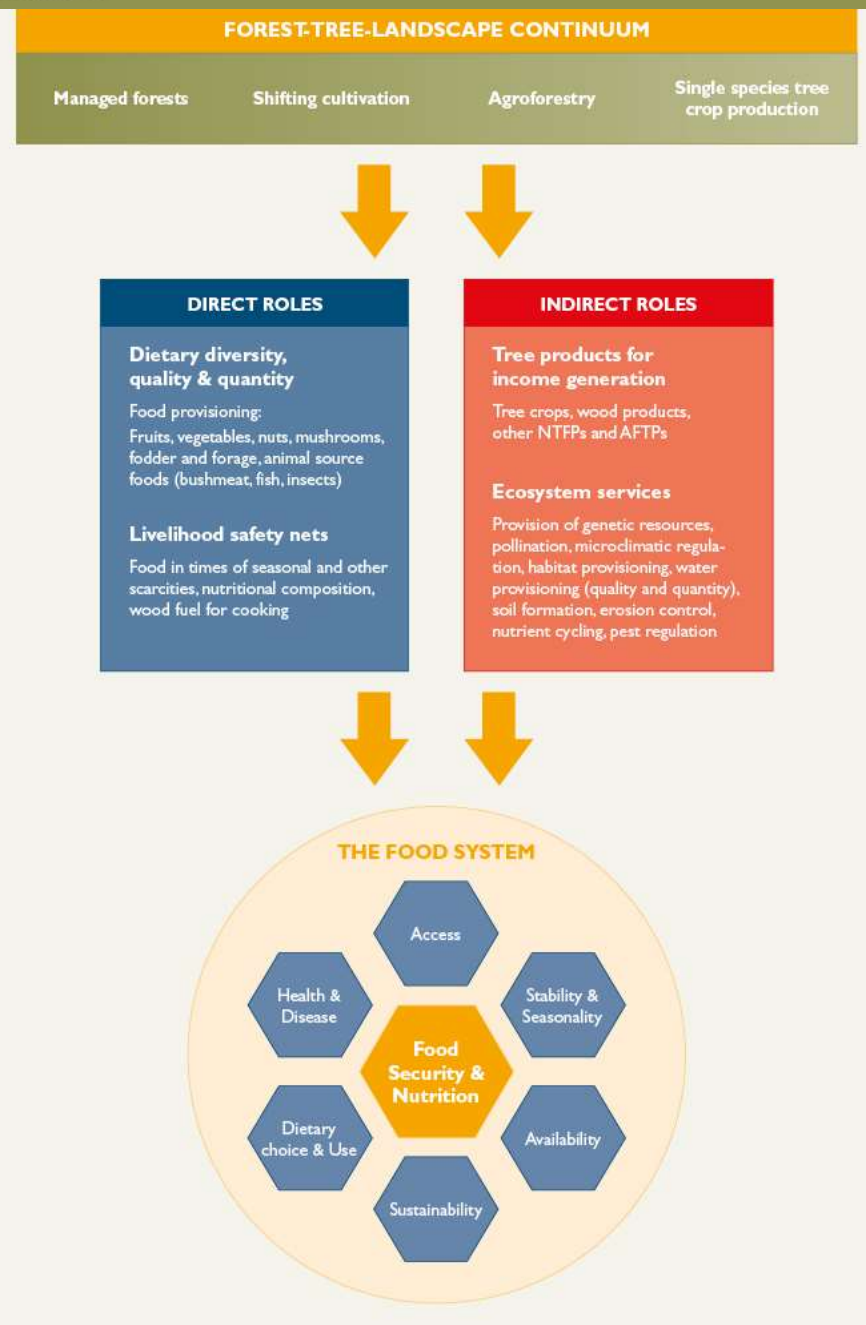 FOREST-TREE-LANDSCAPE CONTINUUM
Managed forests
Shifting cultivation
Agroforestry
Single species tree
crop production
DIRECT ROLES
Dietary diversity,
quality & quantity
Food provisioning:
Fruits, vegetables, nuts, mushrooms,
fodder and forage, animal source
foods (bushmeat, fish, insects)
Livelihood safety nets
Food in times of seasonal and other
scarcities, nutritional composition,
wood fuel for cooking
INDIRECT ROLES
Tree products for
income generation
Tree crops, wood products,
other NTFPs and AFTPs
Ecosystem services
Provision of genetic resources,
pollination, microclimatic regula-
tion, habitat provisioning, water
provisioning (quality and quantity),
soil formation, erosion control,
nutrient cycling, pest regulation
THE FOOD SYSTEM
Access
Health &
Disease
Stability &
Seasonality
Food
Security &
Nutrition
Dietary
choice & Use
Availability
Sustainability